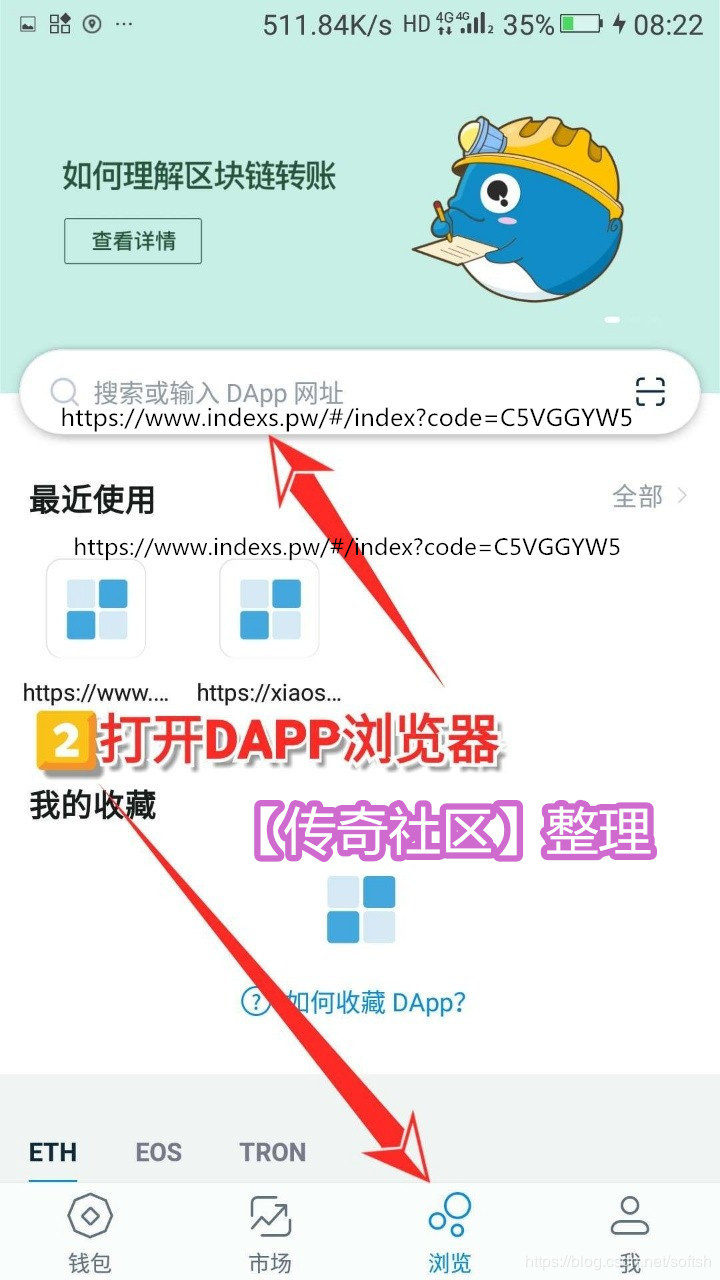 511.84K/s HD 4G 4G 2 35% 08:22
如何理解区块链转账
查看详情
搜索或输入 DApp 网址
https://www.indexs.pw/#/index?code=C5VGGYW5
最近使用
全部
https://www.indexs.pw/#/index?code=C5VGGYW5
https://www.... https://xiaos...
2打开DAPP浏览器
我的收藏
【传奇社区】整理
? 如何收藏 DApp?
ETH EOS TRON
钱包 市场 浏览 我
https://blog.csdn.net/softsh